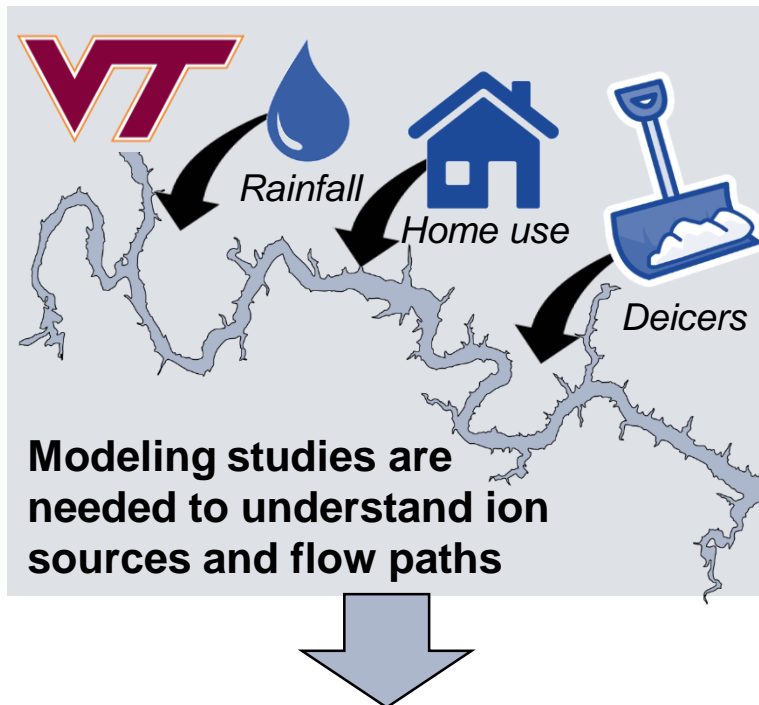 VT
Rainfall
Home use
Deicers
Modeling studies are
needed to understand ion
sources and flow paths